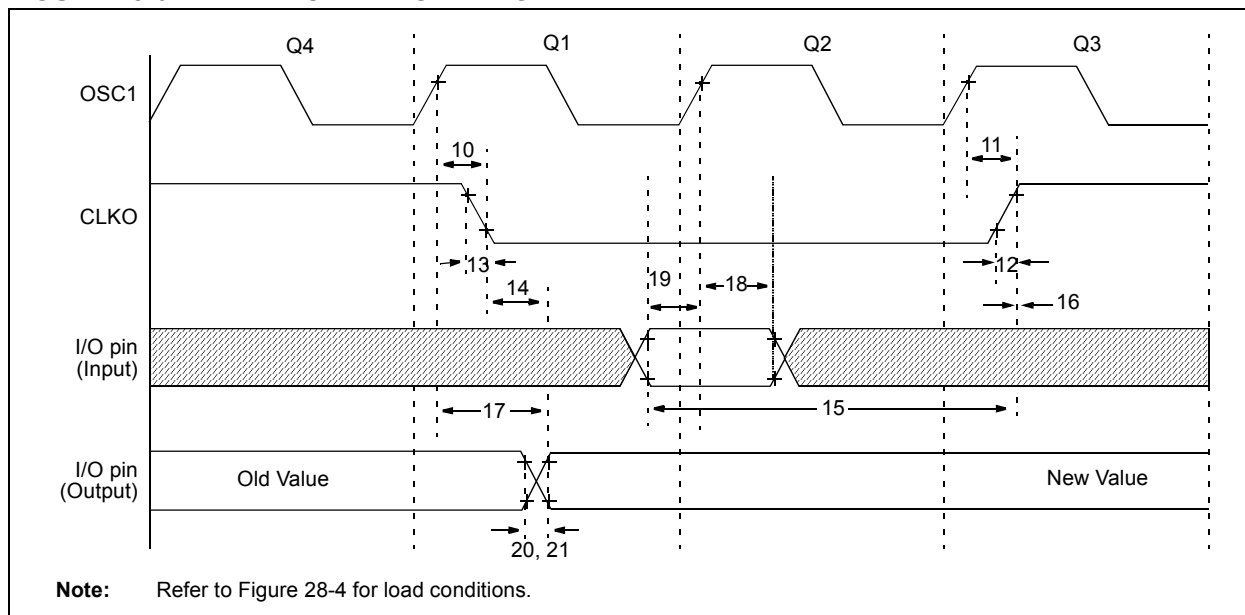 Q4 Q1 Q2 Q3
OSC1
10 11
CLKO
13 12
14 19 18 16
I/O pin
(Input)
17 15
I/O pin
(Output)
Old Value New Value
20, 21
Note: Refer to Figure 28-4 for load conditions.